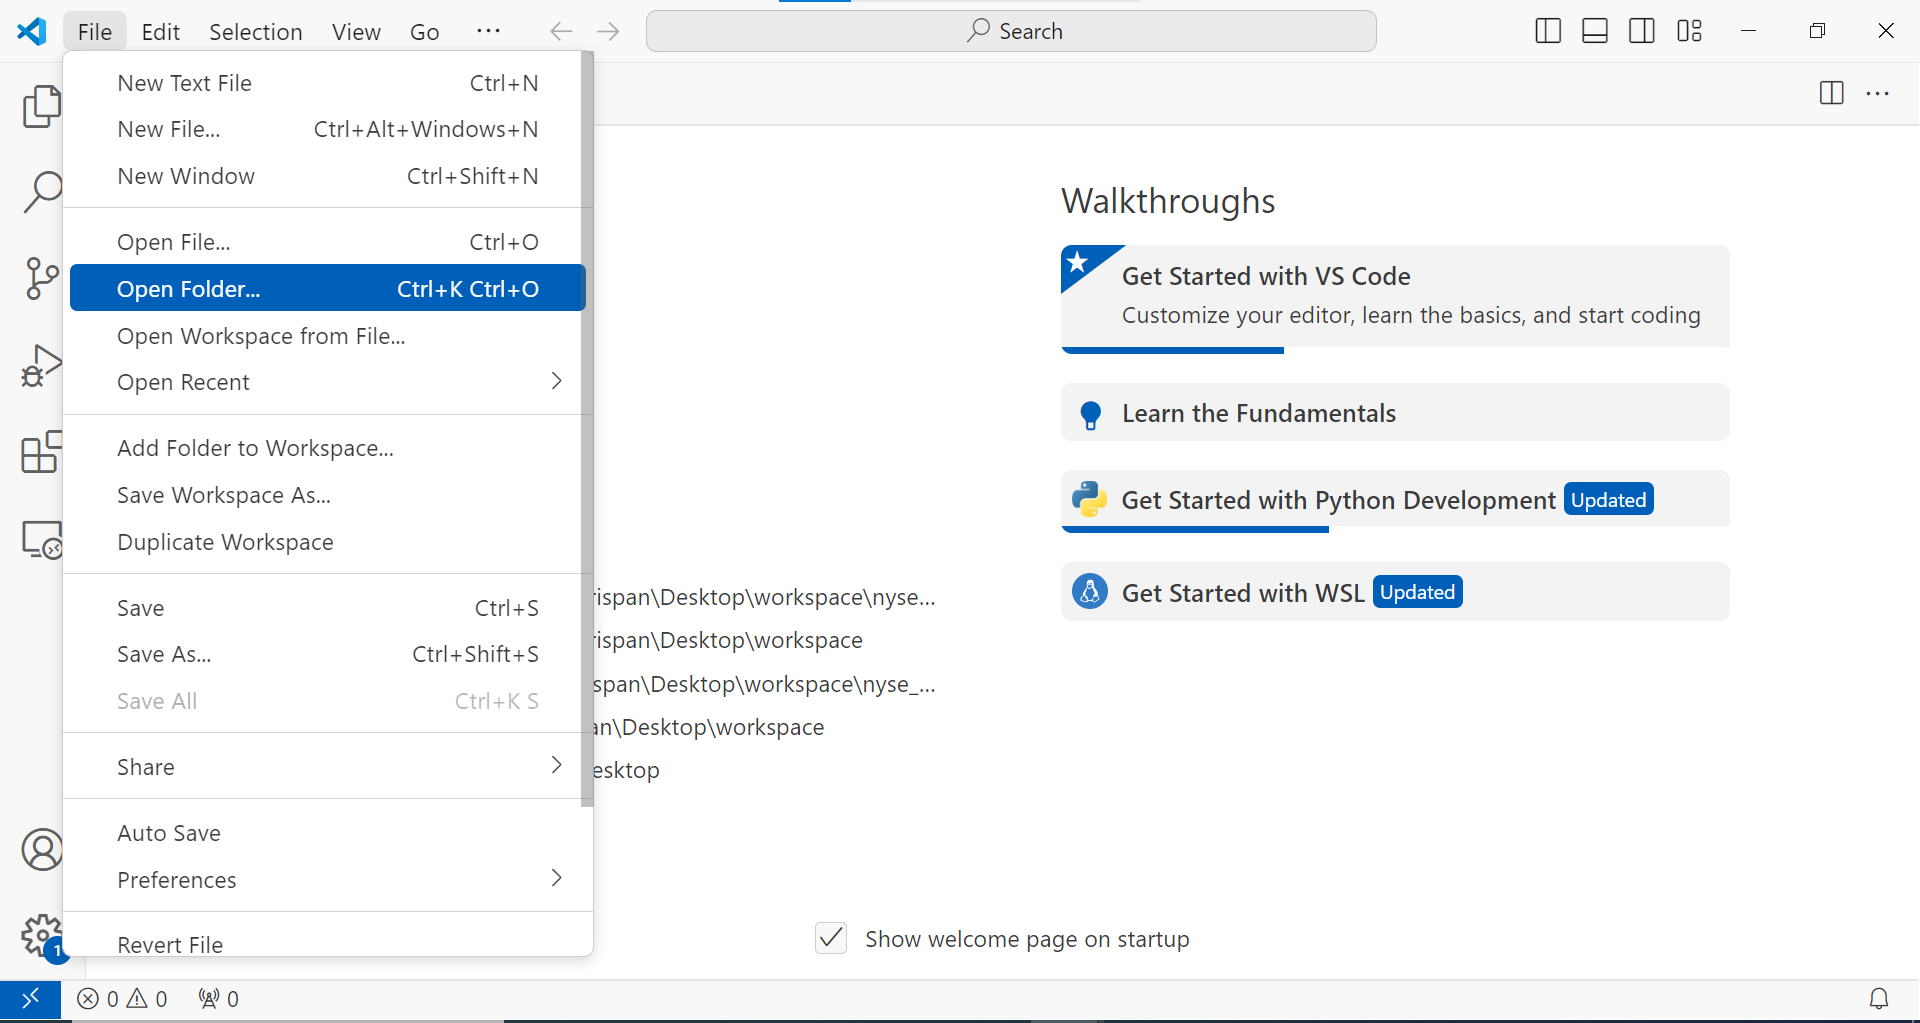 File Edit Selection View Go ...
Search
New Text File Ctrl+N
New File... Ctrl+Alt+Windows+N
New Window Ctrl+Shift+N
Open File... Ctrl+O
Open Folder... Ctrl+K Ctrl+O
Open Workspace from File...
Open Recent
Add Folder to Workspace...
Save Workspace As...
Duplicate Workspace
Save Ctrl+S
Save As... Ctrl+Shift+S
Save All Ctrl+K S
Share
Auto Save
Preferences
Revert File
rispan\Desktop\workspace\nyse...
rispan\Desktop\workspace
span\Desktop\workspace\nyse_...
an\Desktop\workspace
esktop
Walkthroughs
Get Started with VS Code
Customize your editor, learn the basics, and start coding
Learn the Fundamentals
Get Started with Python Development Updated
Get Started with WSL Updated
Show welcome page on startup
1
0 0 0